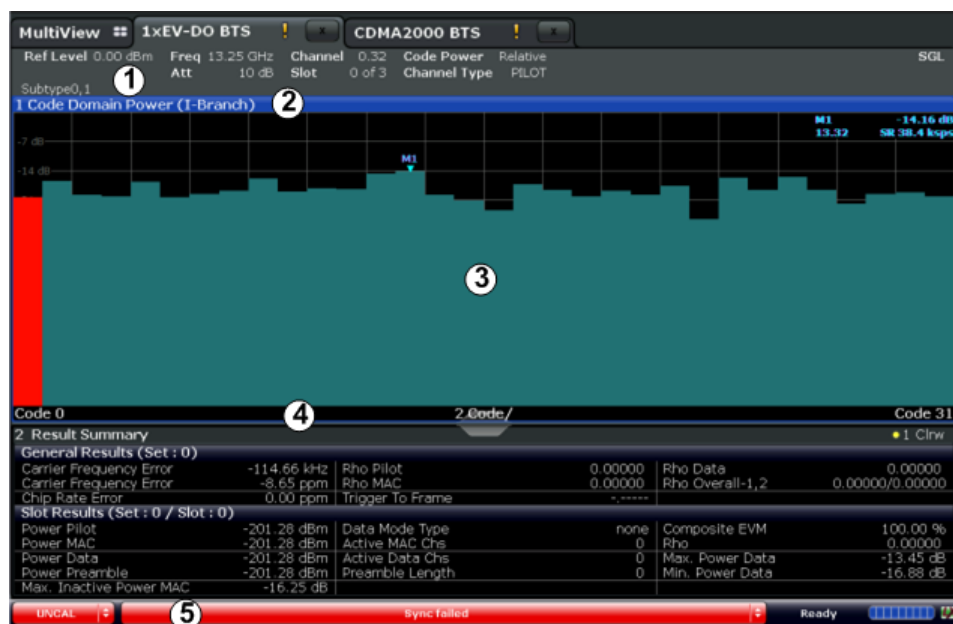 MultiView 1xEV-DO BTS ! x CDMA2000 BTS ! x
Ref Level 0.00 dBm Freq 13.25 GHz Channel 0.32 Code Power Relative SGL
1 Att 10 dB Slot 0 of 3 Channel Type PILOT
Subtype0,1
1 Code Domain Power (I-Branch) 2
M1 -14.16 dB
-7 dB 13.32 SR 38.4 ksps
M1
-14 dB
3
Code 0 4 2 Code/ Code 31
2 Result Summary 1 Clrw
General Results (Set : 0)
Carrier Frequency Error -114.66 kHz Rho Pilot 0.00000 Rho Data 0.00000
Carrier Frequency Error -8.65 ppm Rho MAC 0.00000 Rho Overall-1,2 0.00000/0.00000
Chip Rate Error 0.00 ppm Trigger To Frame -.-----
Slot Results (Set : 0 / Slot : 0)
Power Pilot -201.28 dBm Data Mode Type none Composite EVM 100.00 %
Power MAC -201.28 dBm Active MAC Chs 0 Rho 0.00000
Power Data -201.28 dBm Active Data Chs 0 Max. Power Data -13.45 dB
Power Preamble -201.28 dBm Preamble Length 0 Min. Power Data -16.88 dB
Max. Inactive Power MAC -16.25 dB
UNCAL 5 Sync failed Ready